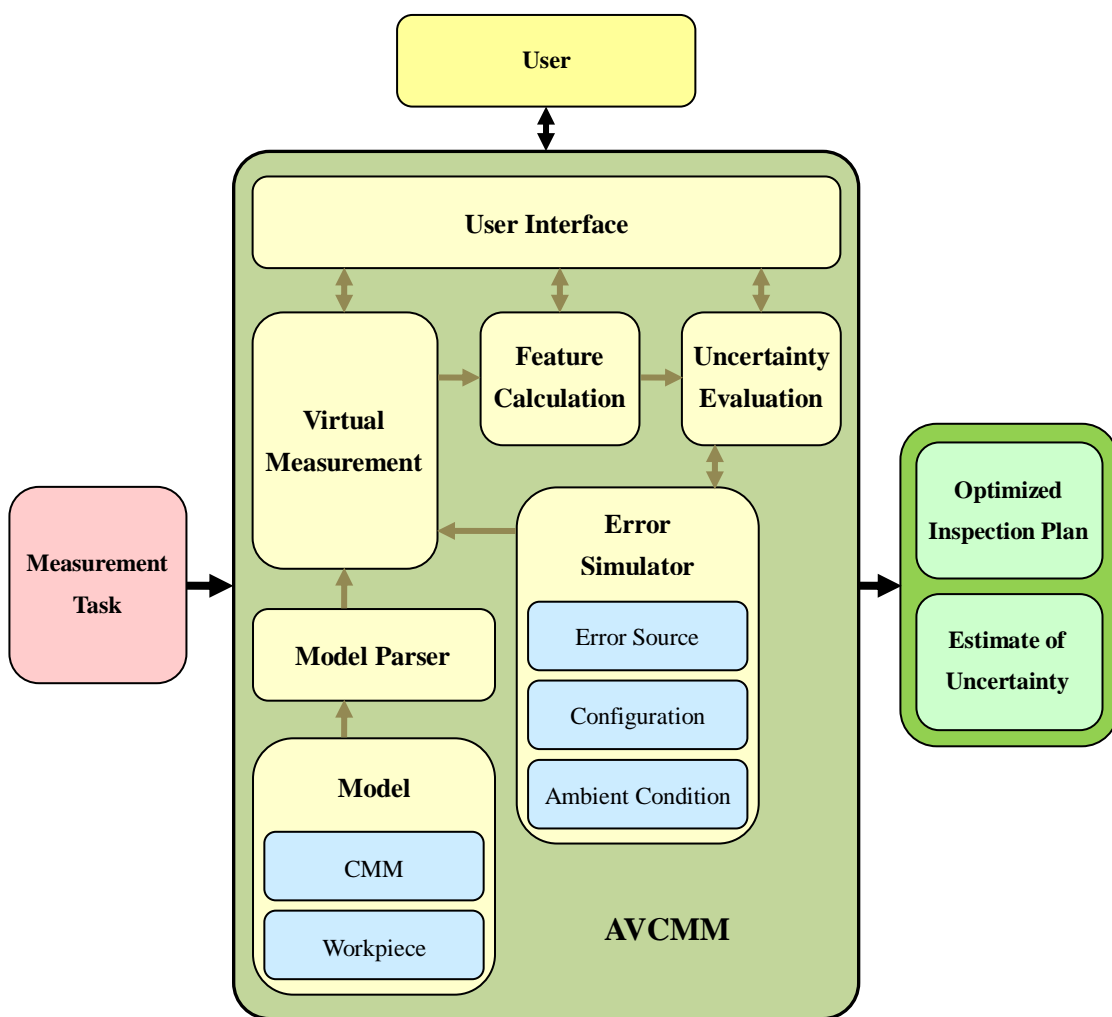 User
User Interface
Virtual
Measurement
Feature
Calculation
Uncertainty
Evaluation
Measurement
Task
Error
Simulator
Error Source
Configuration
Ambient Condition
Model Parser
Model
CMM
Workpiece
AVCMM
Optimized
Inspection Plan
Estimate of
Uncertainty